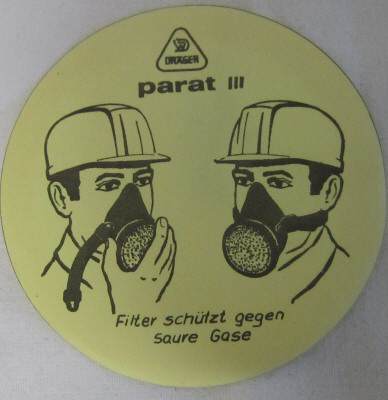 DRÄGER
parat III
Filter schützt gegen
saure Gase